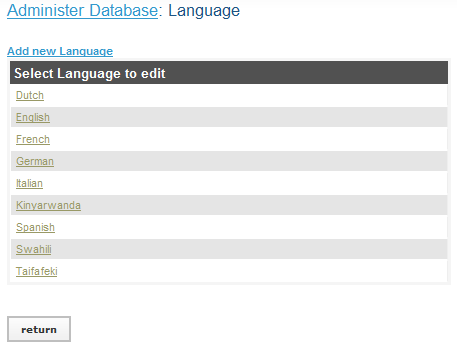 Administer Database: Language
Add new Language
Select Language to edit
Dutch
English
French
German
Italian
Kinyarwanda
Spanish
Swahili
Taifafeki
return